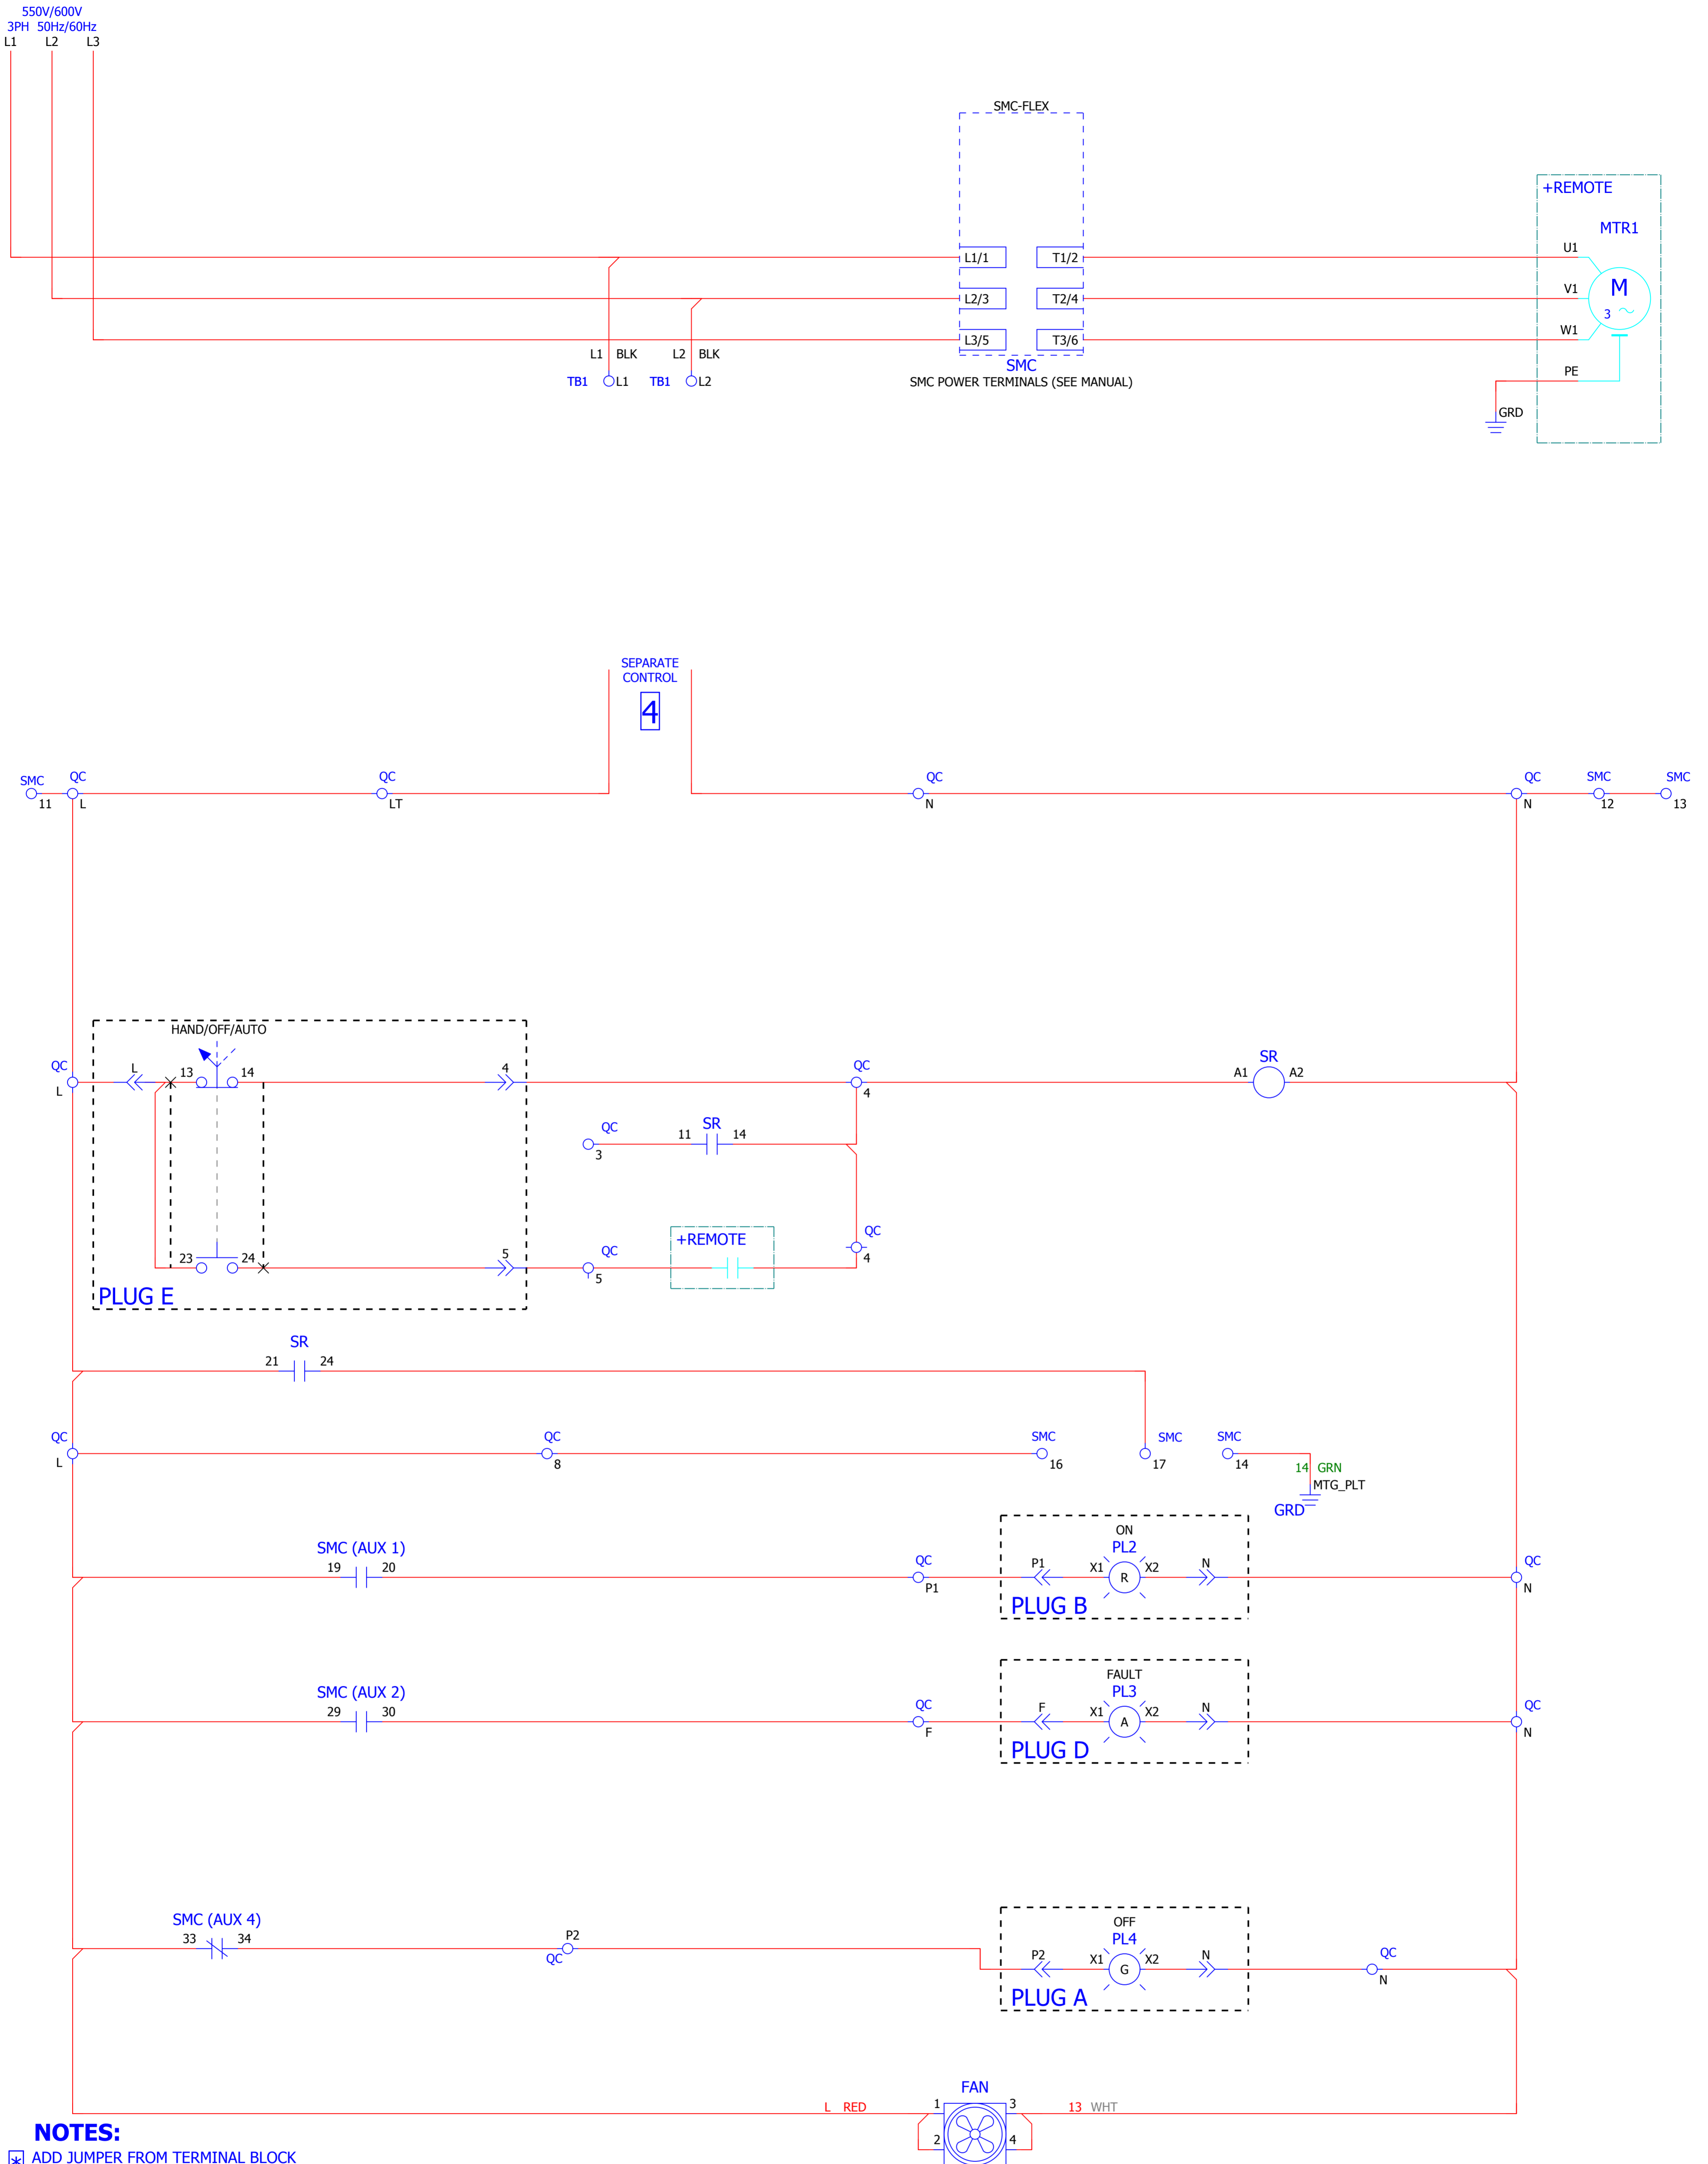 550V/600V
3PH 50Hz/60Hz
L1 L2 L3
SMC-FLEX
+REMOTE
MTR1
U1
L1/1 T1/2
V1
M
3
L2/3 T2/4
W1
L3/5 T3/6
L1 BLK L2 BLK
SMC
PE
TB1 L1 TB1 L2
SMC POWER TERMINALS (SEE MANUAL)
GRD
SEPARATE
CONTROL
4
SMC QC QC QC QC SMC SMC
11 L LT N N 12 13
HAND/OFF/AUTO
QC L 13 14 4 QC SR
A1 A2
L 4
QC 11 SR 14
3
+REMOTE
QC
23 24 5 QC
4
5
PLUG E
SR
21 24
QC QC SMC SMC SMC
L 8 16 17 14
14 GRN
MTG_PLT
GRD
ON
SMC (AUX 1) PL2
19 20 QC P1 X1 R X2 N QC
P1 N
PLUG B
FAULT
SMC (AUX 2) PL3
29 30 QC F X1 A X2 N QC
F N
PLUG D
SMC (AUX 4) OFF
33 34 P2 PL4
QC P2 X1 G X2 N QC
N
PLUG A
FAN
L RED 1 3 13 WHT
2 4
NOTES:
* ADD JUMPER FROM TERMINAL BLOCK